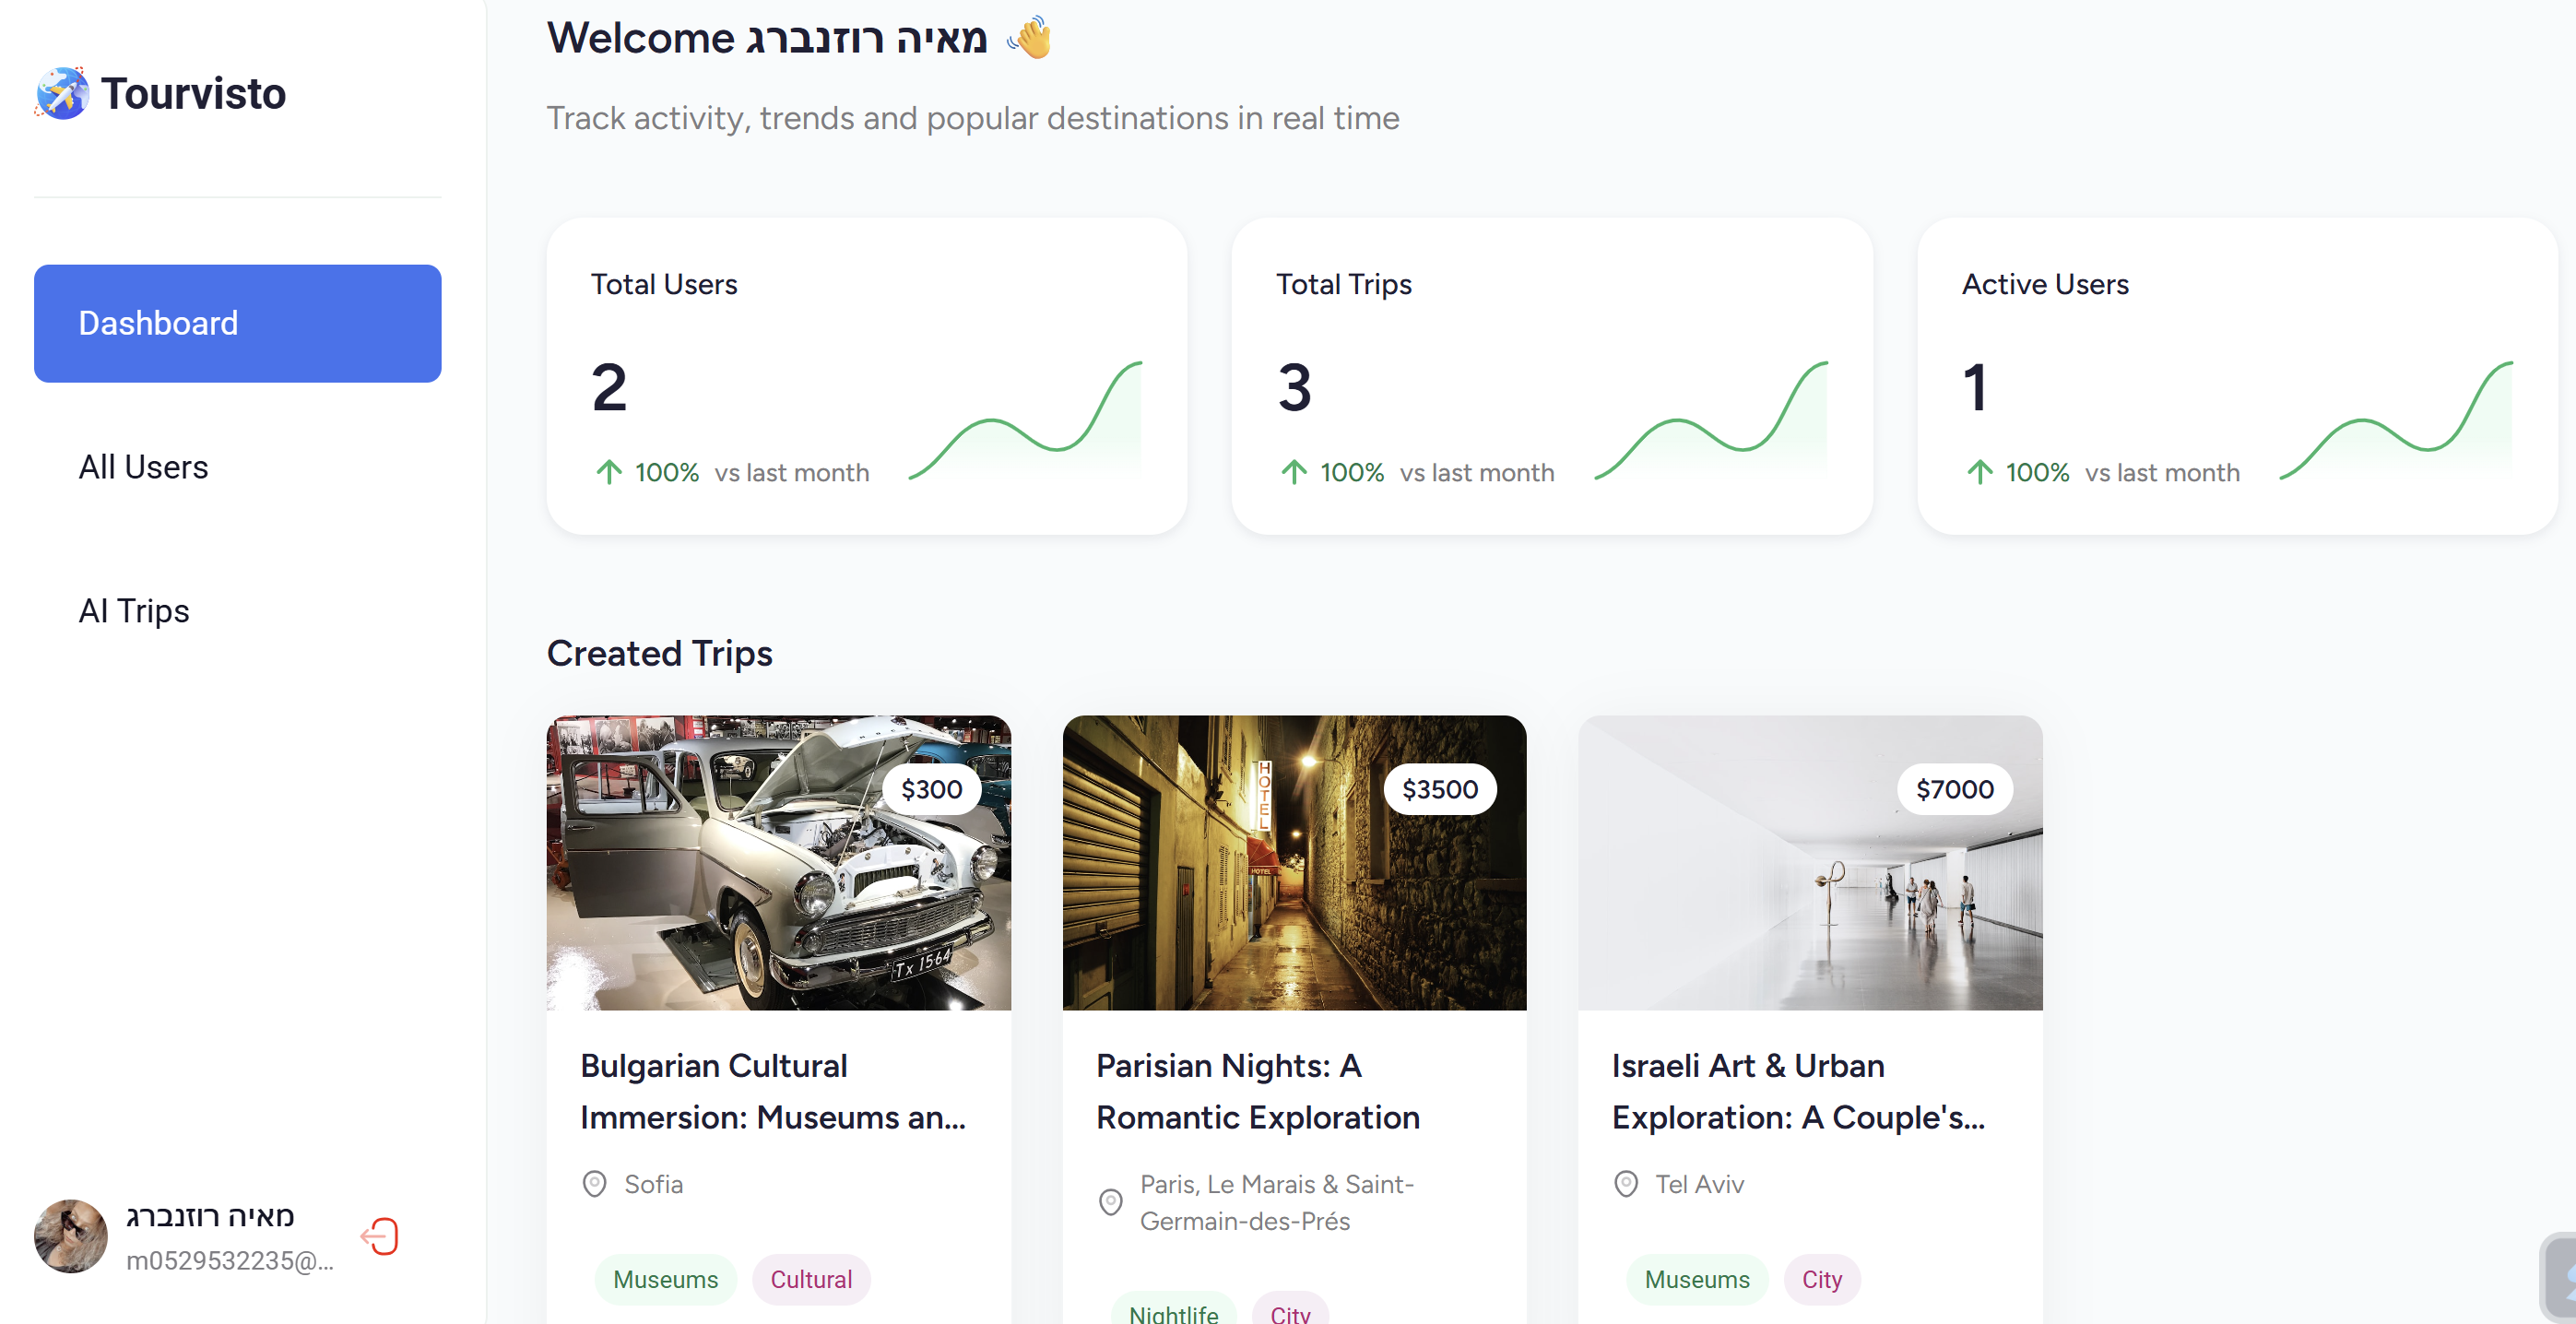 Tourvisto
Dashboard
All Users
AI Trips
מאיה רוזנברג
m0529532235@...
Welcome מאיה רוזנברג 👋
Track activity, trends and popular destinations in real time
Total Users
2
100% vs last month
Total Trips
3
100% vs last month
Active Users
1
100% vs last month
Created Trips
$300
Tx 1564
Bulgarian Cultural
Immersion: Museums an...
Sofia
Museums
Cultural
HOTEL
HOTEL
$3500
Parisian Nights: A
Romantic Exploration
Paris, Le Marais & Saint-
Germain-des-Prés
Nightlife
City
$7000
Israeli Art & Urban
Exploration: A Couple's...
Tel Aviv
Museums
City